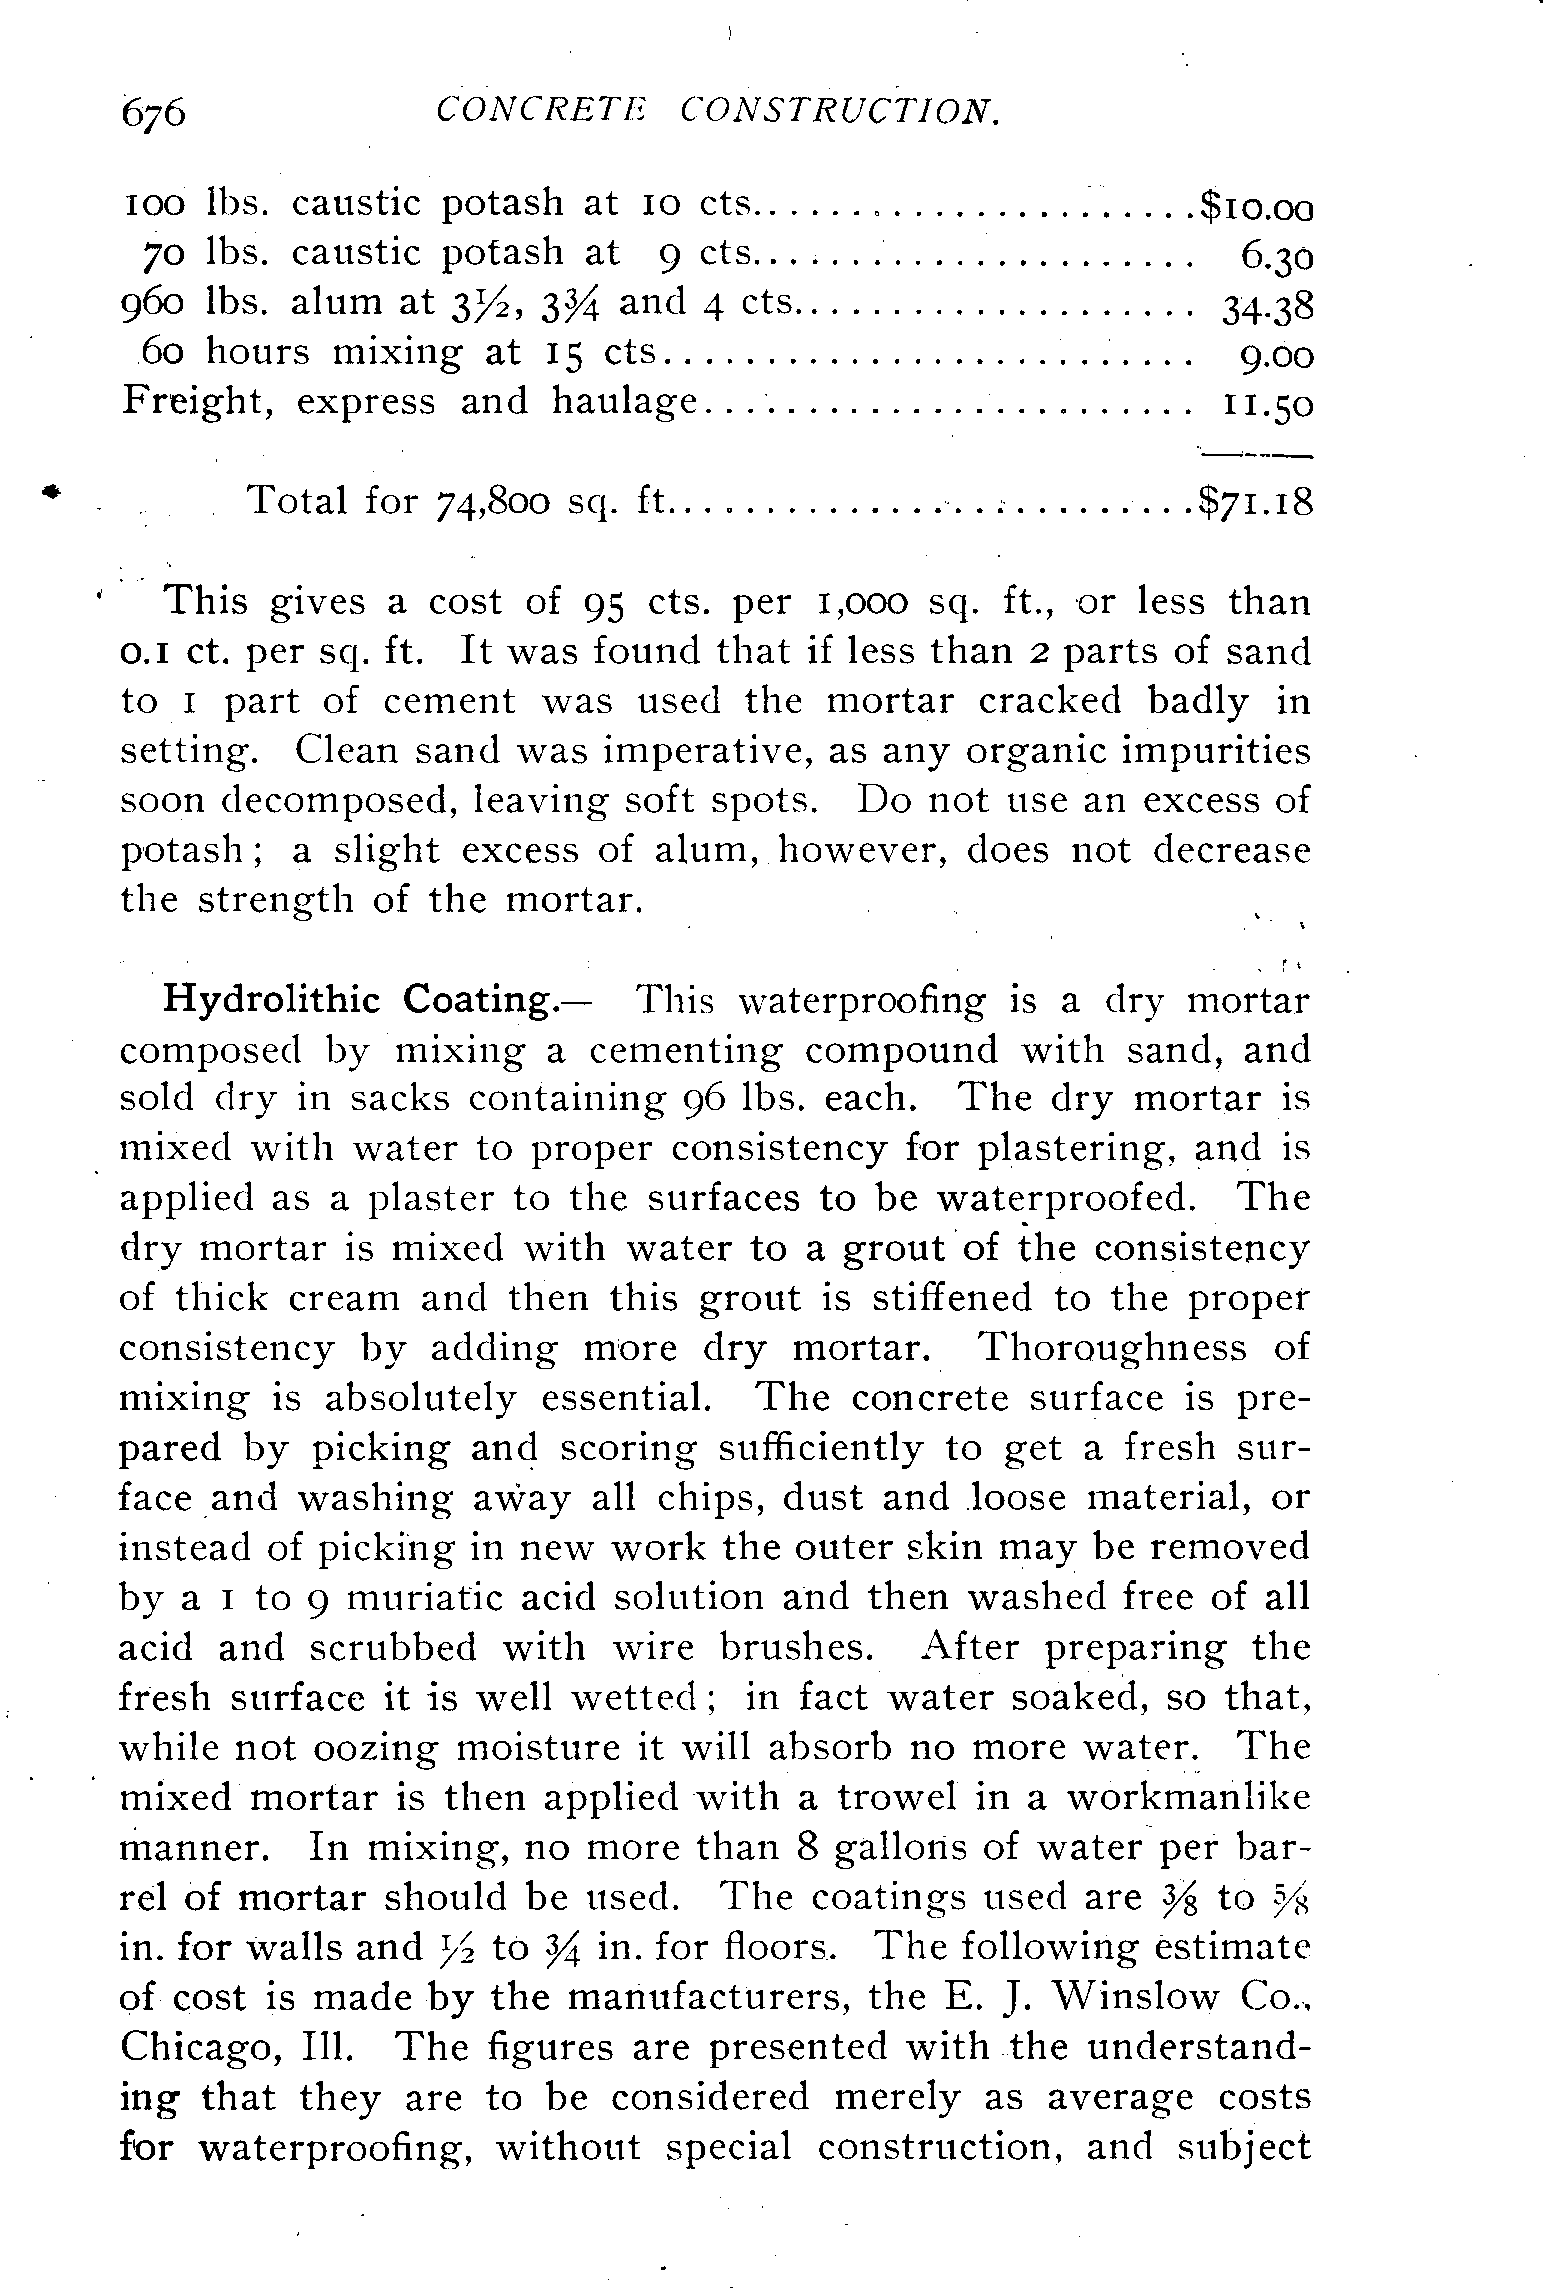 676 CONCRETE CONSTRUCTION.
100 lbs. caustic potash at 10 cts........................$10.00
70 lbs. caustic potash at 9 cts........................ 6.30
960 lbs. alum at 3½, 3¾ and 4 cts.................... 34.38
60 hours mixing at 15 cts.......................... 9.00
Freight, express and haulage........................ 11.50
Total for 74,800 sq. ft..........................$71.18
This gives a cost of 95 cts. per 1,000 sq. ft., or less than
0.1 ct. per sq. ft. It was found that if less than 2 parts of sand
to 1 part of cement was used the mortar cracked badly in
setting. Clean sand was imperative, as any organic impurities
soon decomposed, leaving soft spots. Do not use an excess of
potash; a slight excess of alum, however, does not decrease
the strength of the mortar.
Hydrolithic Coating.— This waterproofing is a dry mortar
composed by mixing a cementing compound with sand, and
sold dry in sacks containing 96 lbs. each. The dry mortar is
mixed with water to proper consistency for plastering, and is
applied as a plaster to the surfaces to be waterproofed. The
dry mortar is mixed with water to a grout of the consistency
of thick cream and then this grout is stiffened to the proper
consistency by adding more dry mortar. Thoroughness of
mixing is absolutely essential. The concrete surface is pre-
pared by picking and scoring sufficiently to get a fresh sur-
face and washing away all chips, dust and loose material, or
instead of picking in new work the outer skin may be removed
by a 1 to 9 muriatic acid solution and then washed free of all
acid and scrubbed with wire brushes. After preparing the
fresh surface it is well wetted; in fact water soaked, so that,
while not oozing moisture it will absorb no more water. The
mixed mortar is then applied with a trowel in a workmanlike
manner. In mixing, no more than 8 gallons of water per bar-
rel of mortar should be used. The coatings used are ⅜ to ⅝
in. for walls and ½ to ¾ in. for floors. The following estimate
of cost is made by the manufacturers, the E. J. Winslow Co.,
Chicago, Ill. The figures are presented with the understand-
ing that they are to be considered merely as average costs
for waterproofing, without special construction, and subject